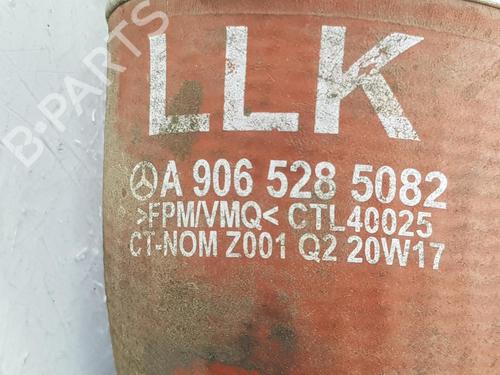 LLK
A 906 528 5082
>FPM/VMQ< CTL40025
CT-NOM Z001 Q2 20W17
B-PARTS